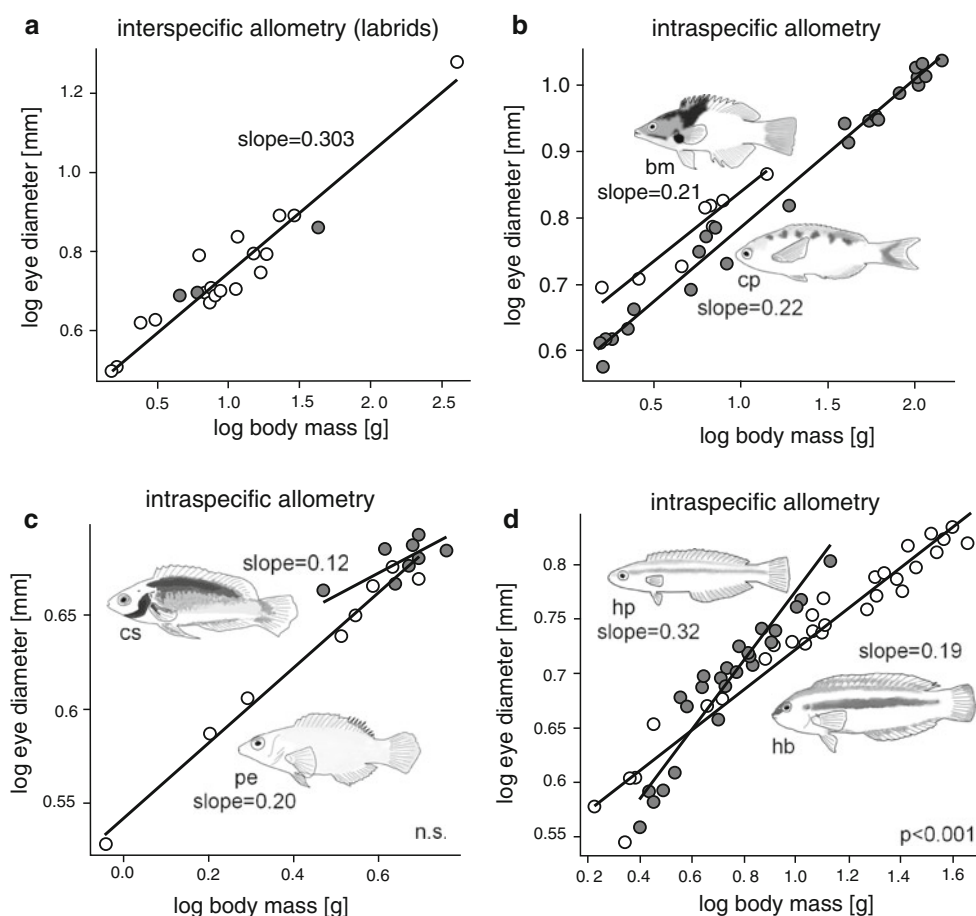 a interspecific allometry (labrids)
log eye diameter [mm]
1.2
1.0
0.8
0.6
slope=0.303
0.5 1.0 1.5 2.0 2.5
log body mass [g]
b intraspecific allometry
log eye diameter [mm]
1.0
0.9
0.8
0.7
0.6
bm
slope=0.21
cp
slope=0.22
0.5 1.0 1.5 2.0
log body mass [g]
c intraspecific allometry
log eye diameter [mm]
0.65
0.6
0.55
slope=0.12
cs
pe
slope=0.20
n.s.
0.0 0.2 0.4 0.6
log body mass [g]
d intraspecific allometry
log eye diameter [mm]
0.80
0.75
0.70
0.65
0.60
0.55
hp
slope=0.32
slope=0.19
hb
p<0.001
0.2 0.4 0.6 0.8 1.0 1.2 1.4 1.6
log body mass [g]